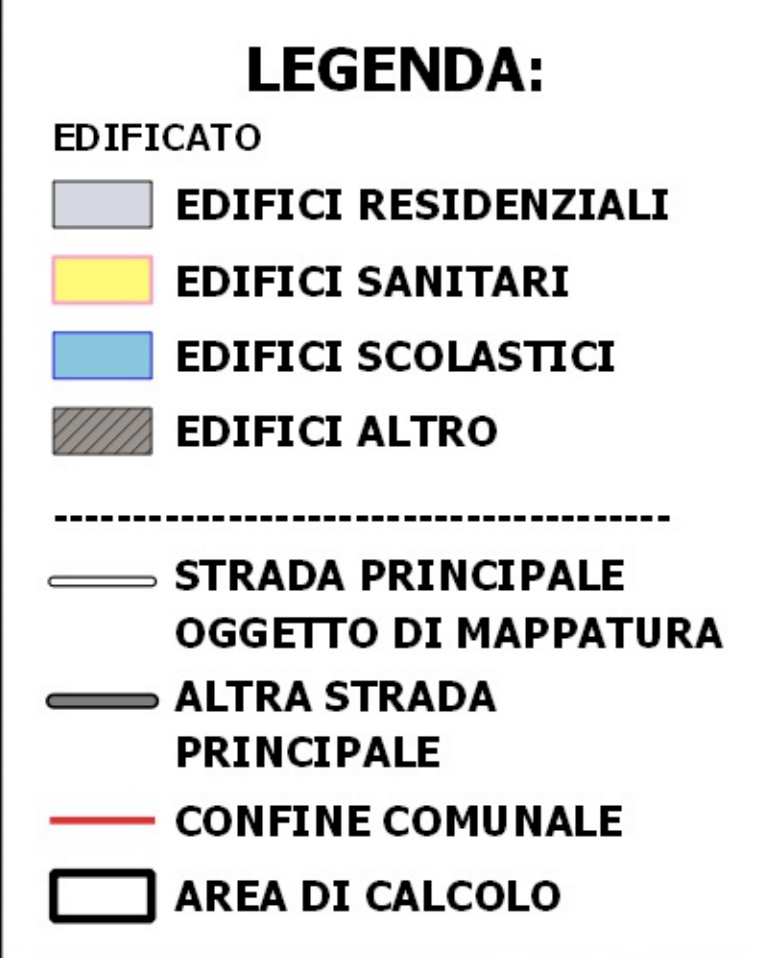 LEGENDA:
EDIFICATO
EDIFICI RESIDENZIALI
EDIFICI SANITARI
EDIFICI SCOLASTICI
EDIFICI ALTRO
---------------------------------------
STRADA PRINCIPALE
OGGETTO DI MAPPATURA
ALTRA STRADA
PRINCIPALE
CONFINE COMUNALE
AREA DI CALCOLO